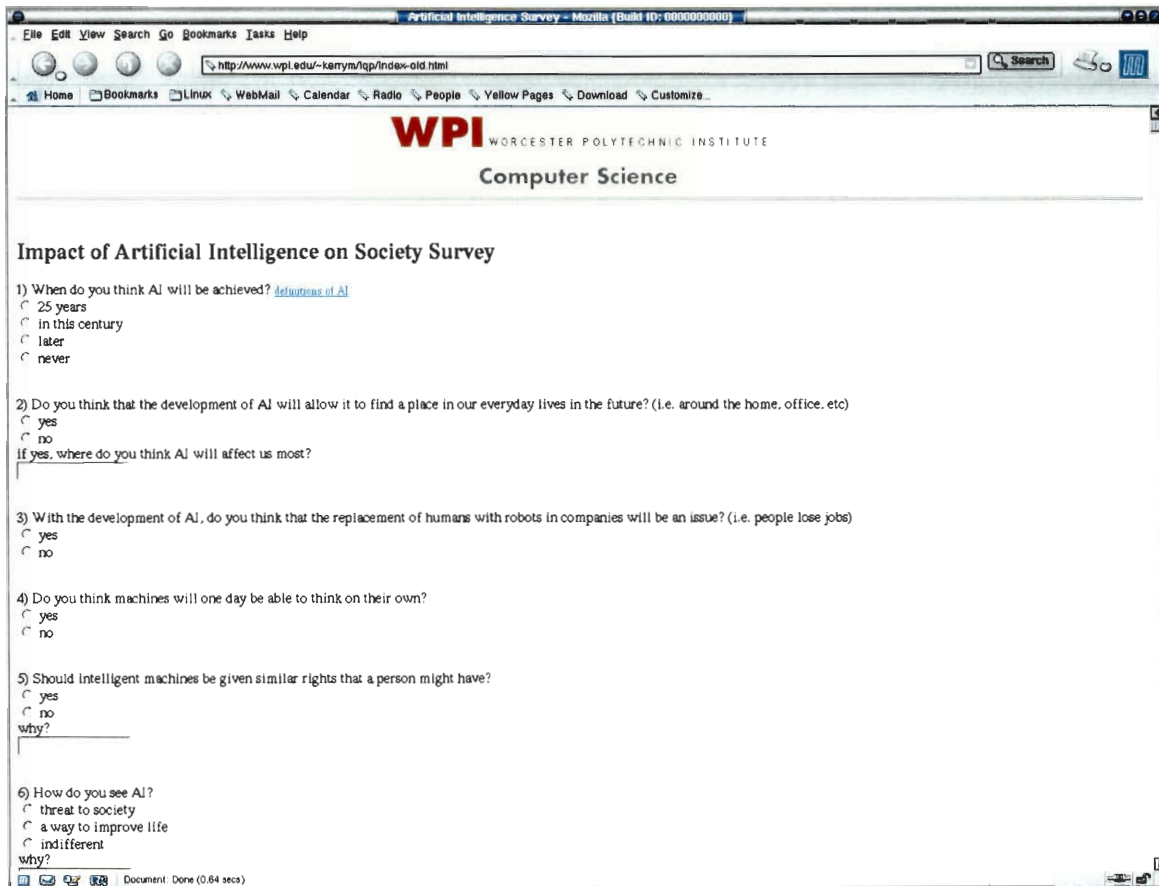 Artificial Intelligence Survey - Mozilla {Build ID: 0000000000}
File Edit View Search Go Bookmarks Tasks Help
http://www.wpi.edu/~kerrym/iqp/index-old.html Search
Home Bookmarks Linux WebMail Calendar Radio People Yellow Pages Download Customize...
WPI WORCESTER POLYTECHNIC INSTITUTE
Computer Science
Impact of Artificial Intelligence on Society Survey
1) When do you think AI will be achieved? definitions of AI
25 years
in this century
later
never
2) Do you think that the development of AI will allow it to find a place in our everyday lives in the future? (i.e. around the home, office, etc)
yes
no
if yes, where do you think AI will affect us most?
3) With the development of AI, do you think that the replacement of humans with robots in companies will be an issue? (i.e. people lose jobs)
yes
no
4) Do you think machines will one day be able to think on their own?
yes
no
5) Should intelligent machines be given similar rights that a person might have?
yes
no
why?
6) How do you see AI?
threat to society
a way to improve life
indifferent
why?
Document: Done (0.64 secs)